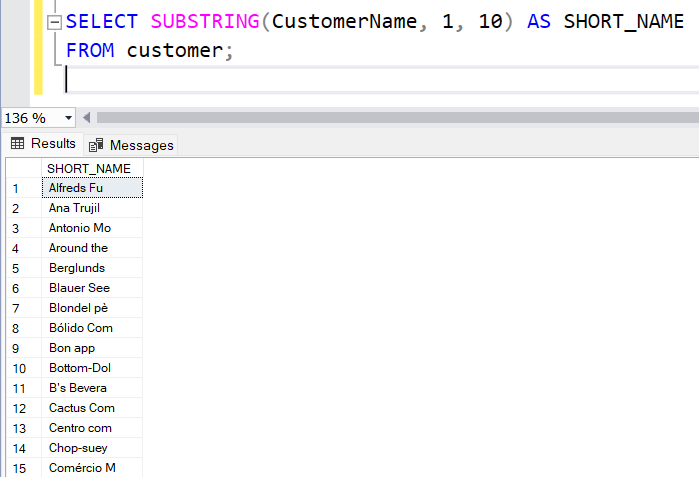 SELECT SUBSTRING(CustomerName, 1, 10) AS SHORT_NAME
FROM customer;
136 %
Results Messages
SHORT_NAME
1 Alfreds Fu
2 Ana Trujil
3 Antonio Mo
4 Around the
5 Berglunds
6 Blauer See
7 Blondel pè
8 Bólido Com
9 Bon app
10 Bottom-Dol
11 B's Bevera
12 Cactus Com
13 Centro com
14 Chop-suey
15 Comércio M